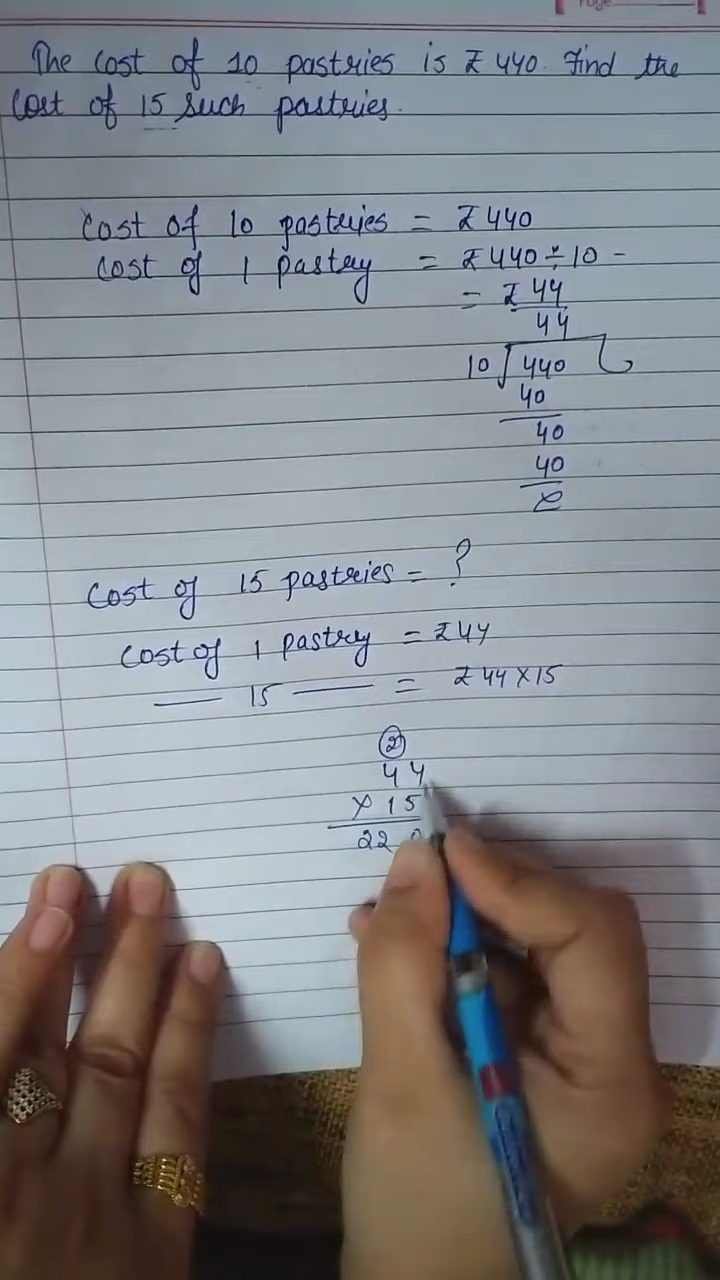 Page
The cost of 10 pastries is ₹ 440. Find the
cost of 15 such pastries.
Cost of 10 pastries = ₹ 440
Cost of 1 pastry = ₹ 440 ÷ 10 -
= ₹ 44
44
10 440
40
40
40
0
Cost of 15 pastries = ?
Cost of 1 pastry = ₹ 44
— 15 — = ₹ 44 × 15
2
44
× 15
220